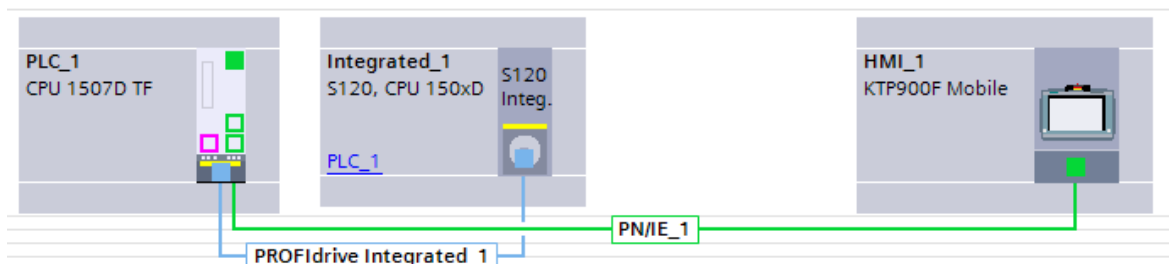 PLC_1
CPU 1507D TF
Integrated_1
S120, CPU 150xD
S120
Integ.
PLC_1
HMI_1
KTP900F Mobile
PN/IE_1
PROFIdrive Integrated_1